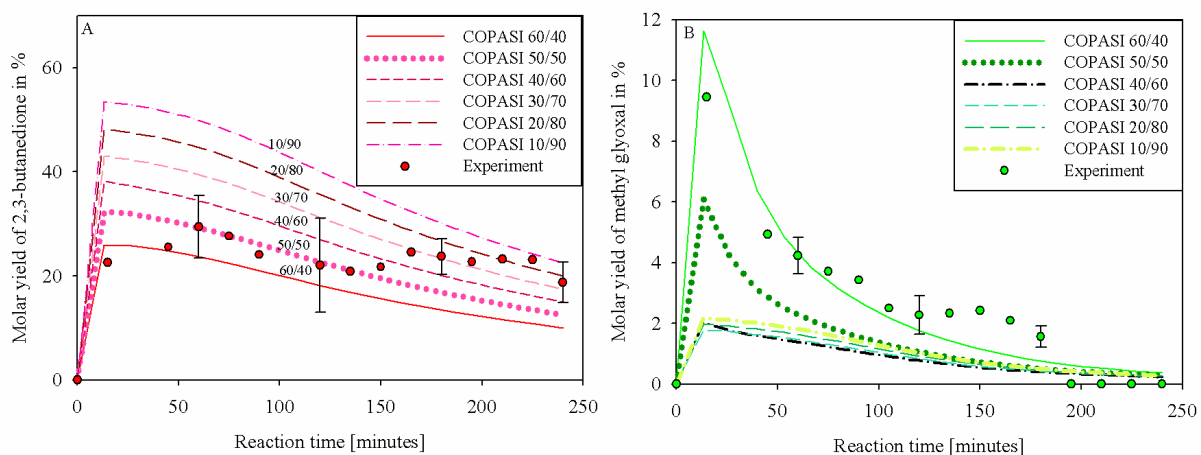 A
COPASI 60/40
COPASI 50/50
COPASI 40/60
COPASI 30/70
COPASI 20/80
COPASI 10/90
Experiment
10/90
20/80
30/70
40/60
50/50
60/40
Molar yield of 2,3-butanedione in %
60
40
20
0
0
50
100
150
200
250
Reaction time [minutes]
B
COPASI 60/40
COPASI 50/50
COPASI 40/60
COPASI 30/70
COPASI 20/80
COPASI 10/90
Experiment
Molar yield of methyl glyoxal in %
12
10
8
6
4
2
0
0
50
100
150
200
250
Reaction time [minutes]